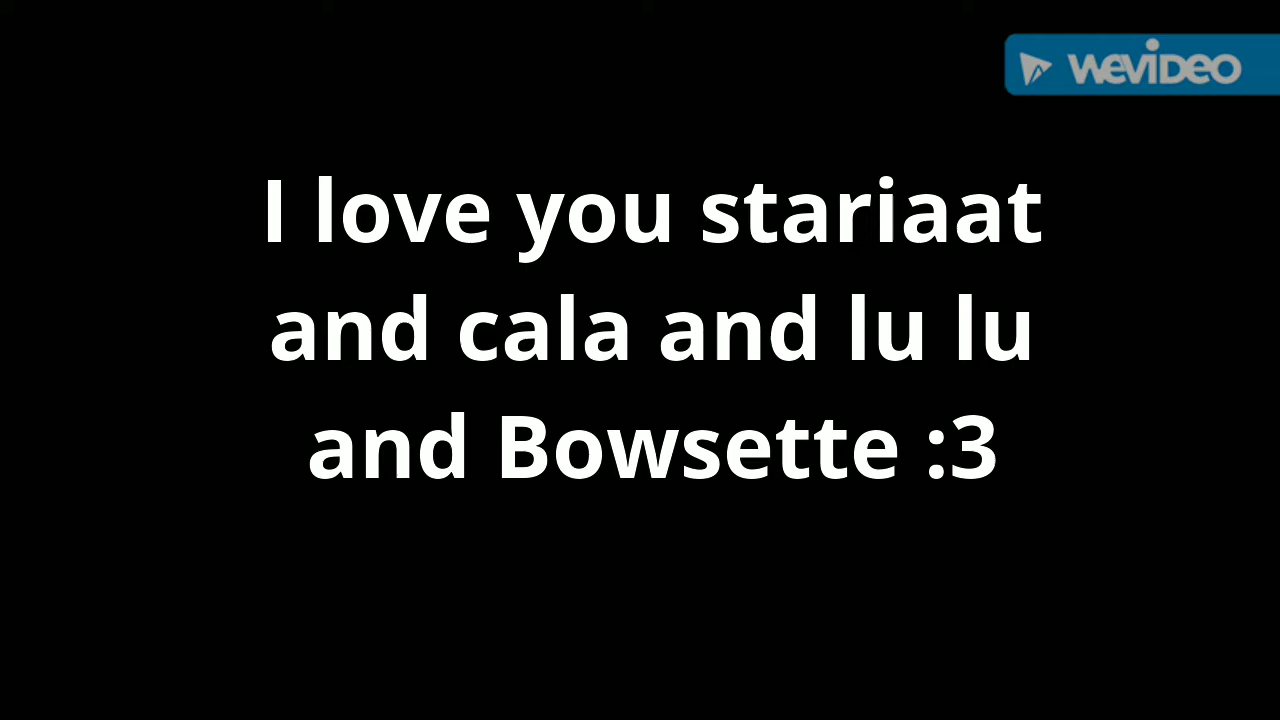 WEVIDEO
I love you stariaat
and cala and lu lu
and Bowsette :3